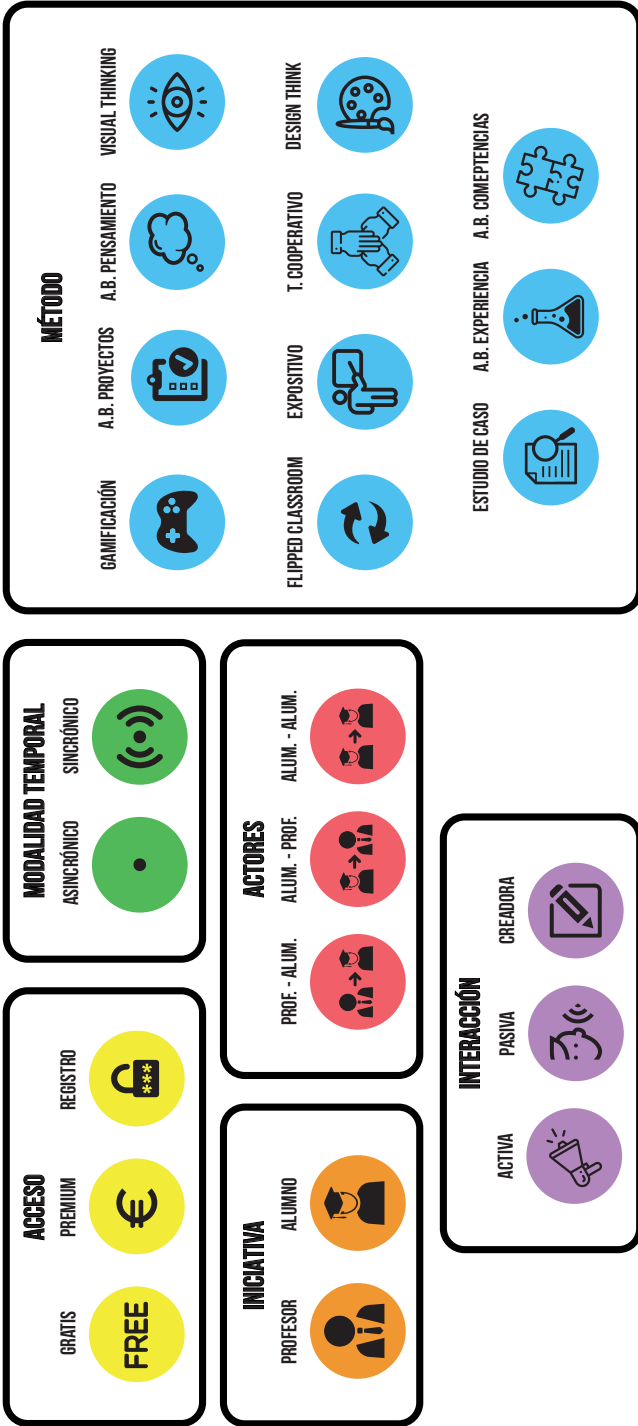 ACCESO
GRATIS
PREMIUM
REGISTRO
FREE
€
***
MODALIDAD TEMPORAL
ASINCRÓNICO
SINCRÓNICO
INICIATIVA
PROFESOR
ALUMNO
ACTORES
PROF. - ALUM.
ALUM. - PROF.
ALUM. - ALUM.
INTERACCIÓN
ACTIVA
PASIVA
CREADORA
MÉTODO
GAMIFICACIÓN
A.B. PROYECTOS
A.B. PENSAMIENTO
VISUAL THINKING
FLIPPED CLASSROOM
EXPOSITIVO
T. COOPERATIVO
DESIGN THINK
ESTUDIO DE CASO
A.B. EXPERIENCIA
A.B. COMEPTENCIAS